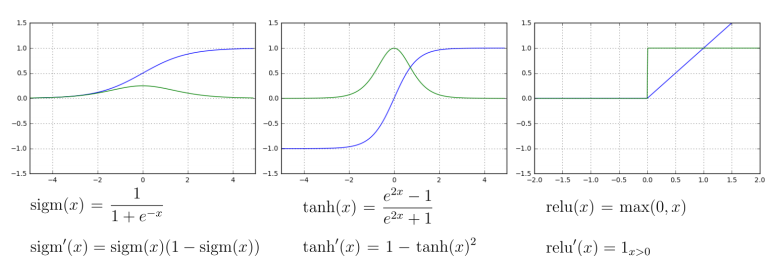 1.5
1.0
0.5
0.0
−0.5
−1.0
−1.5
−4 −2 0 2 4
1.5
1.0
0.5
0.0
−0.5
−1.0
−1.5
−4 −2 0 2 4
1.5
1.0
0.5
0.0
−0.5
−1.0
−1.5
−2.0 −1.5 −1.0 −0.5 0.0 0.5 1.0 1.5 2.0
sigm(x) = 1 / (1 + e^{−x})
tanh(x) = (e^{2x} − 1) / (e^{2x} + 1)
relu(x) = max(0, x)
sigm′(x) = sigm(x)(1 − sigm(x))
tanh′(x) = 1 − tanh(x)²
relu′(x) = 1_{x>0}